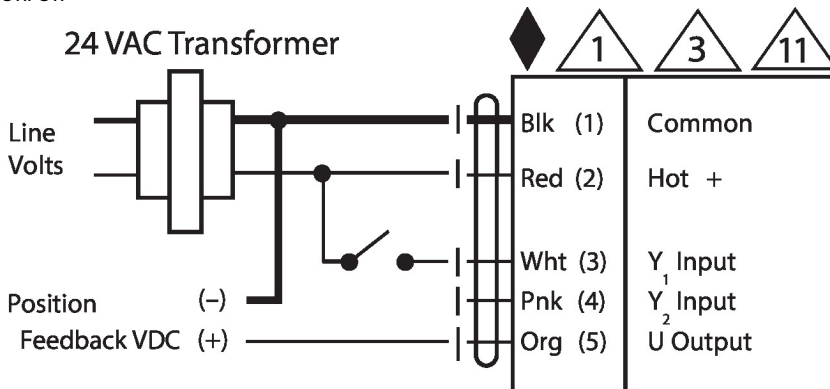 24 VAC Transformer
1 3 11
Line
Volts
Blk (1) Common
Red (2) Hot +
Wht (3) Y1 Input
Pnk (4) Y2 Input
Org (5) U Output
Position (–)
Feedback VDC (+)